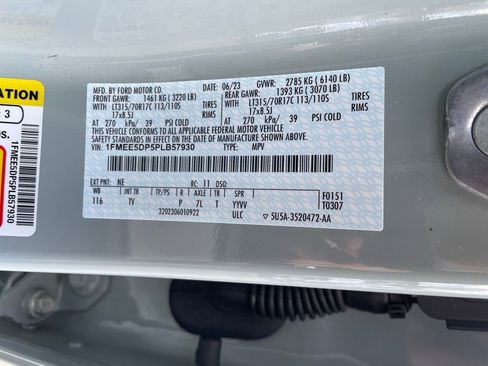 MFD. BY FORD MOTOR CO.
DATE: 06/23 GVWR: 2785 KG ( 6140 LB)
FRONT GAWR: 1461 KG ( 3220 LB) REAR GAWR: 1393 KG ( 3070 LB)
WITH LT315/70R17C 113/110S TIRES WITH LT315/70R17C 113/110S TIRES
17x8.5J RIMS 17x8.5J RIMS
AT 270 kPa/ 39 PSI COLD AT 270 kPa/ 39 PSI COLD
THIS VEHICLE CONFORMS TO ALL APPLICABLE FEDERAL MOTOR VEHICLE
SAFETY STANDARDS IN EFFECT ON THE DATE OF MANUFACTURE SHOWN ABOVE.
VIN: 1FMEE5DP5PLB57930 TYPE: MPV
EXT PNT: NE RC: 11 DSO:
WB INT TR TP/PS R AXLE TR SPR
116 TV P 7L T YYVV
3202306010922 ULC
F0151
T0307
5U5A-3520472-AA
1FMEE5DP5PLB57930